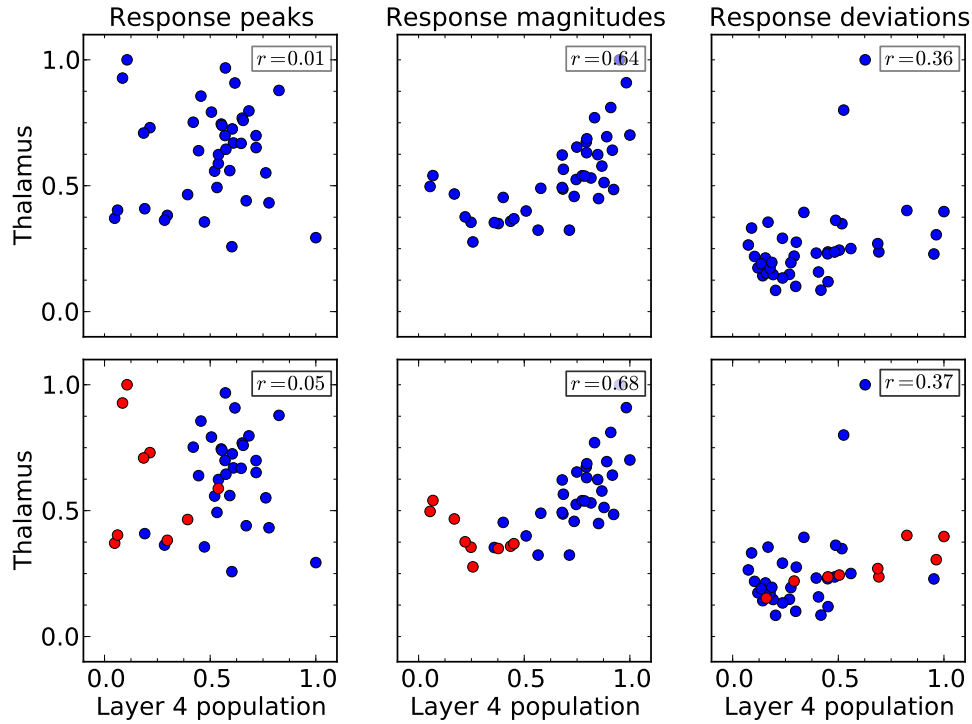 Response peaks
Response magnitudes
Response deviations
r=0.01
r=0.64
r=0.36
1.0
0.5
0.0
Thalamus
r=0.05
r=0.68
r=0.37
1.0
0.5
0.0
Thalamus
0.0 0.5 1.0
0.0 0.5 1.0
0.0 0.5 1.0
Layer 4 population
Layer 4 population
Layer 4 population